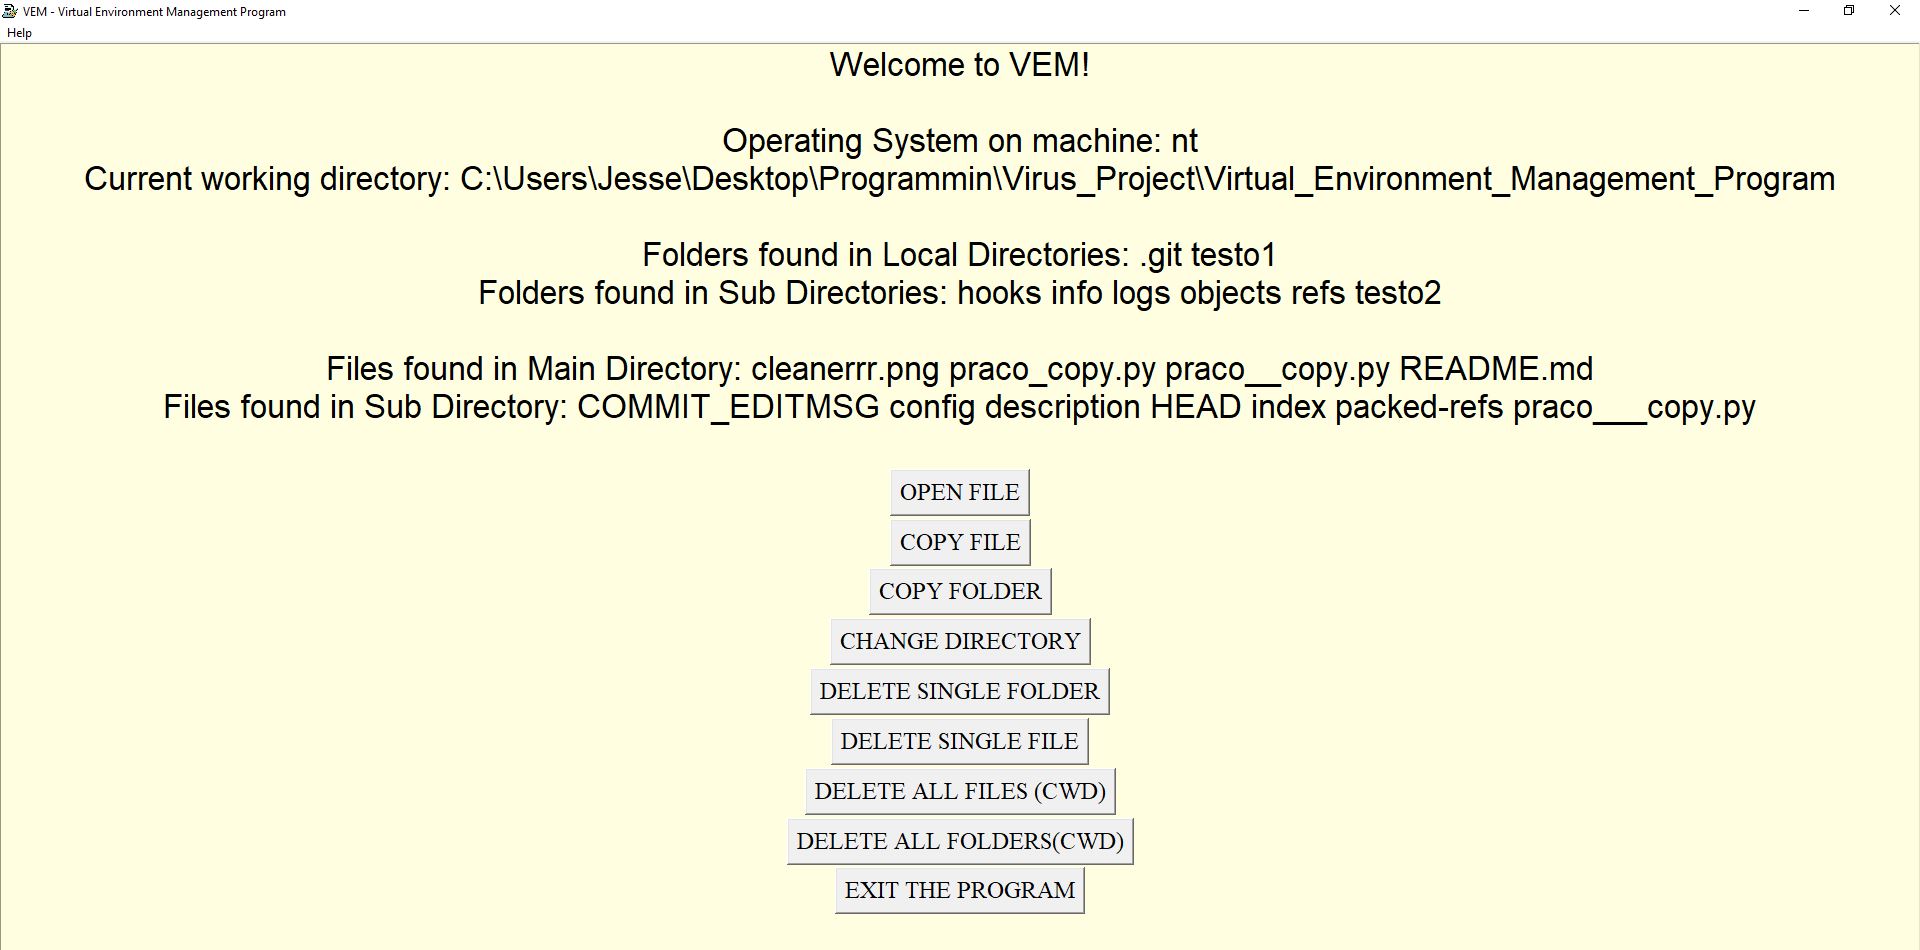 VEM - Virtual Environment Management Program
Help
Welcome to VEM!
Operating System on machine: nt
Current working directory: C:\Users\Jesse\Desktop\Programmin\Virus_Project\Virtual_Environment_Management_Program
Folders found in Local Directories: .git testo1
Folders found in Sub Directories: hooks info logs objects refs testo2
Files found in Main Directory: cleanerrr.png praco_copy.py praco__copy.py README.md
Files found in Sub Directory: COMMIT_EDITMSG config description HEAD index packed-refs praco___copy.py
OPEN FILE
COPY FILE
COPY FOLDER
CHANGE DIRECTORY
DELETE SINGLE FOLDER
DELETE SINGLE FILE
DELETE ALL FILES (CWD)
DELETE ALL FOLDERS(CWD)
EXIT THE PROGRAM